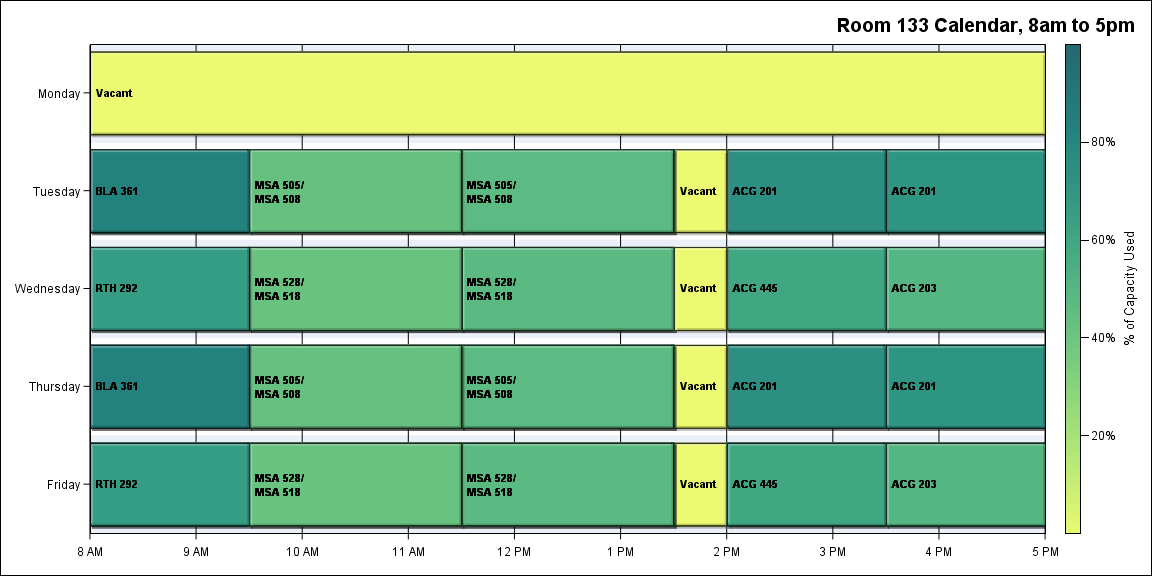 Room 133 Calendar, 8am to 5pm
Monday
Vacant
Tuesday
BLA 361
MSA 505/
MSA 508
MSA 505/
MSA 508
Vacant
ACG 201
ACG 201
Wednesday
RTH 292
MSA 528/
MSA 518
MSA 528/
MSA 518
Vacant
ACG 445
ACG 203
Thursday
BLA 361
MSA 505/
MSA 508
MSA 505/
MSA 508
Vacant
ACG 201
ACG 201
Friday
RTH 292
MSA 528/
MSA 518
MSA 528/
MSA 518
Vacant
ACG 445
ACG 203
8 AM
9 AM
10 AM
11 AM
12 PM
1 PM
2 PM
3 PM
4 PM
5 PM
80%
60%
40%
20%
% of Capacity Used